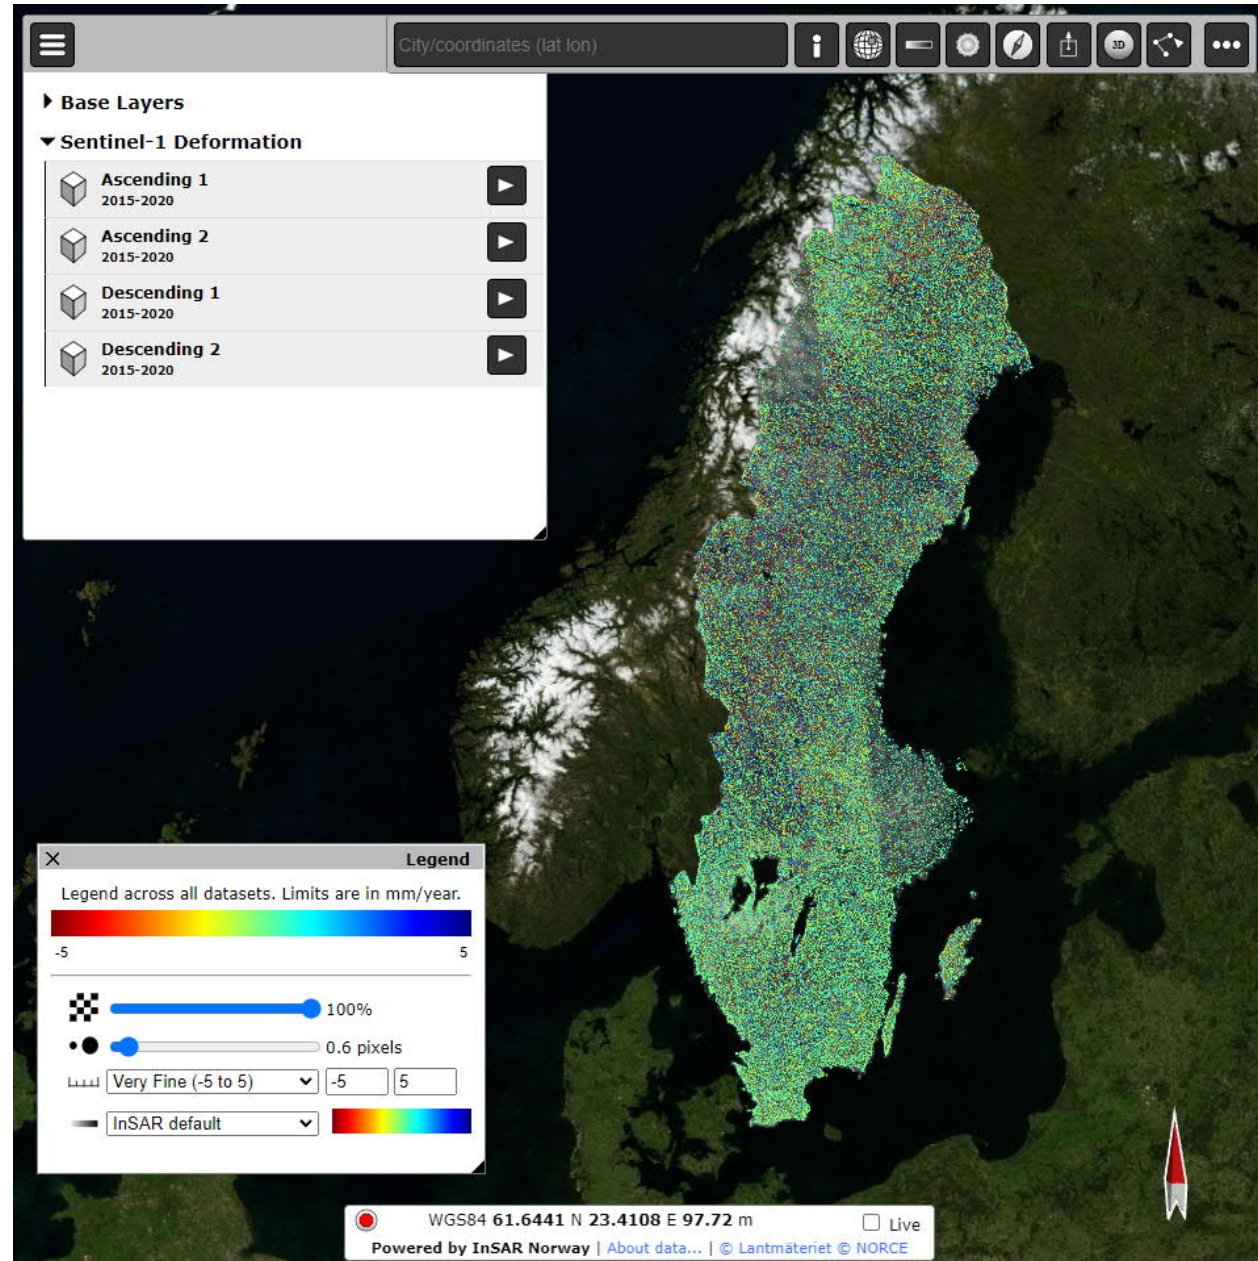 City/coordinates (lat lon)
3D
Base Layers
Sentinel-1 Deformation
Ascending 1
2015-2020
Ascending 2
2015-2020
Descending 1
2015-2020
Descending 2
2015-2020
Legend
Legend across all datasets. Limits are in mm/year.
-5 5
100%
0.6 pixels
Very Fine (-5 to 5) -5 5
InSAR default
WGS84 61.6441 N 23.4108 E 97.72 m Live
Powered by InSAR Norway | About data... | © Lantmäteriet © NORCE